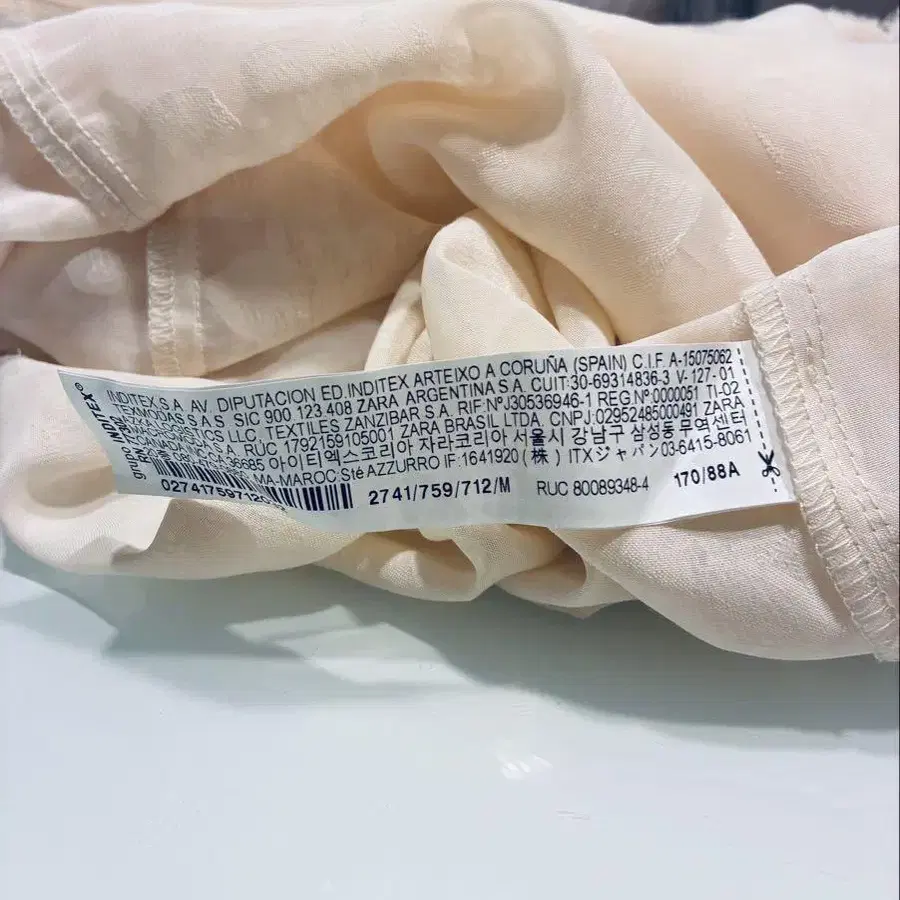 INDITEX®
INDITEX,S.A. AV. DIPUTACION ED.INDITEX ARTEIXO A CORUÑA (SPAIN) C.I.F. A-15075062
TEXMODAS S.A.S. SIC 900 123 408 ZARA ARGENTINA S.A. CUIT:30-69314836-3 V-127-01
LLC, TEXTILES ZANZIBAR S.A. RIF:NºJ30536946-1 REG.Nº:0000051 TI-02
RUC 1792159105001 ZARA BRASIL LTDA. CNPJ:02952485000491 ZARA
아이티엑스코리아 자라코리아 서울시 강남구 삼성동무역센터
MA-MAROC:Sté AZZURRO IF:1641920 (株) ITXジャパン03-6415-8061
2741/759/712/M RUC 80089348-4 170/88A